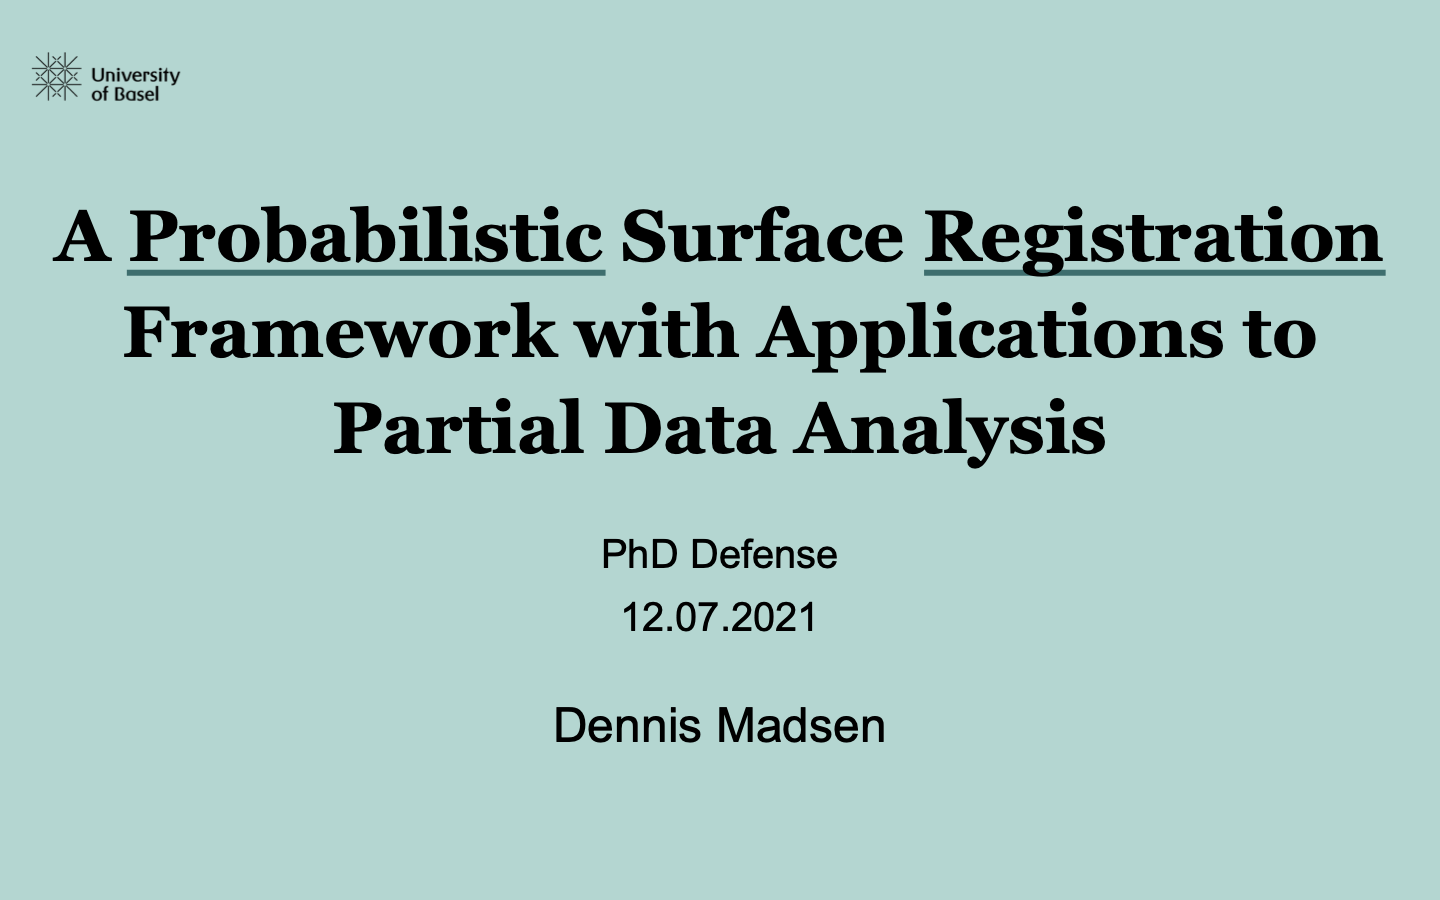 University
of Basel
A Probabilistic Surface Registration
Framework with Applications to
Partial Data Analysis
PhD Defense
12.07.2021
Dennis Madsen